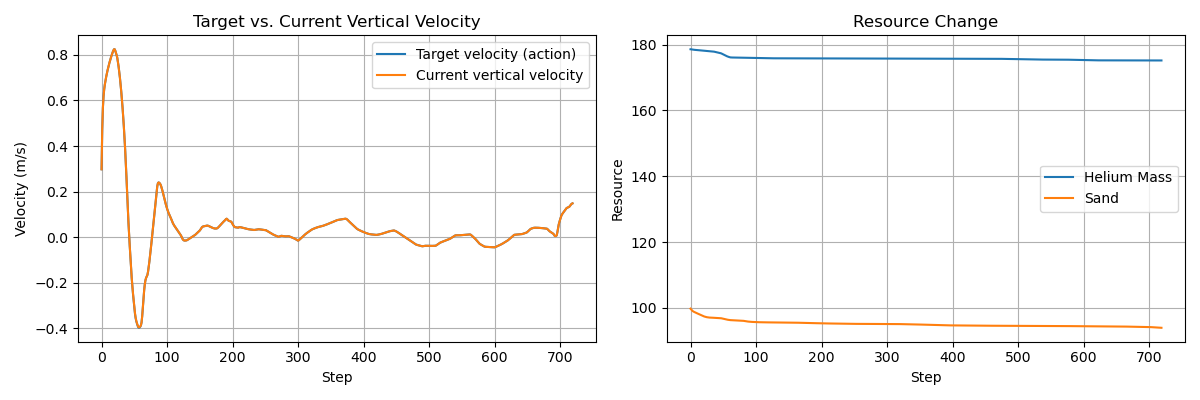 Target vs. Current Vertical Velocity
Target velocity (action)
Current vertical velocity
Velocity (m/s)
0.8
0.6
0.4
0.2
0.0
−0.2
−0.4
0 100 200 300 400 500 600 700
Step
Resource Change
Helium Mass
Sand
Resource
180
160
140
120
100
0 100 200 300 400 500 600 700
Step